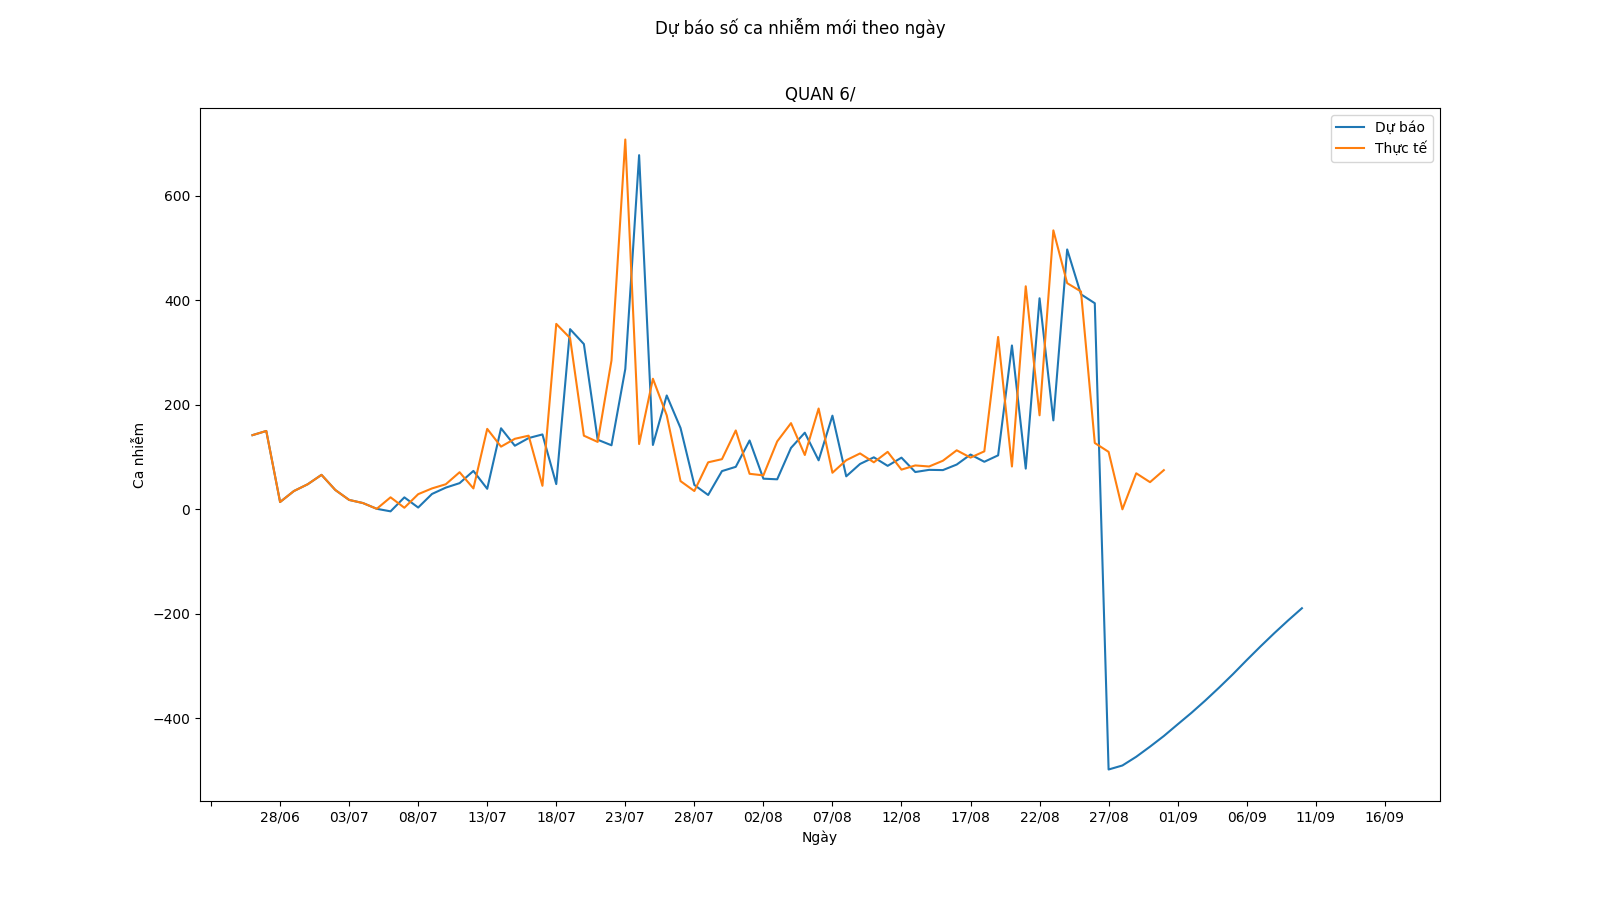 Dự báo số ca nhiễm mới theo ngày
QUAN 6/
Dự báo
Thực tế
600
400
200
0
−200
−400
Ca nhiễm
28/06 03/07 08/07 13/07 18/07 23/07 28/07 02/08 07/08 12/08 17/08 22/08 27/08 01/09 06/09 11/09 16/09
Ngày